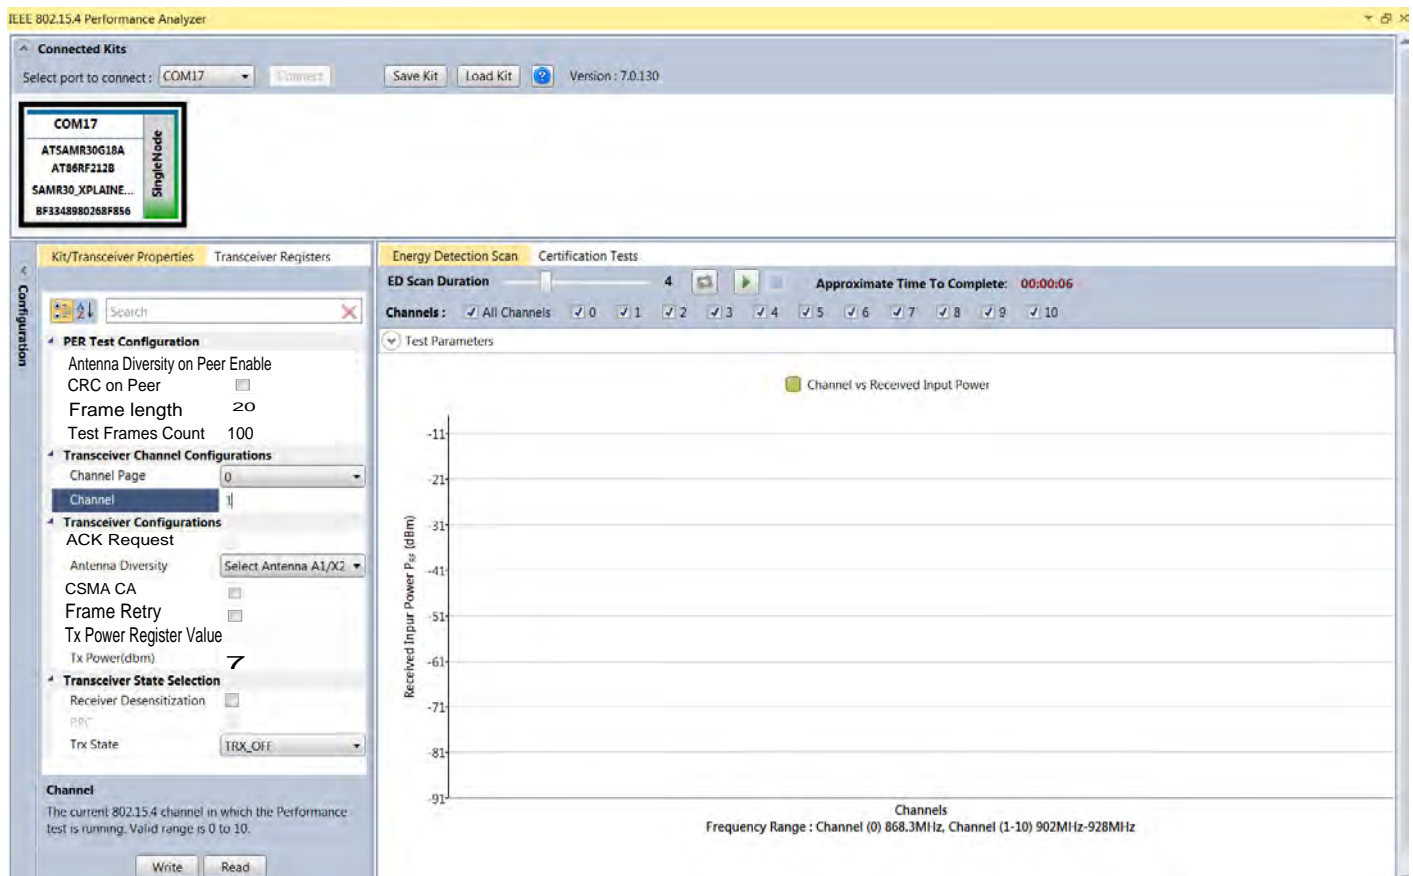 IEEE 802.15.4 Performance Analyzer
Connected Kits
Select port to connect : COM17 Connect Save Kit Load Kit ? Version : 7.0.130
COM17
ATSAMR30G18A
AT86RF212B
SAMR30_XPLAINE...
BF3348980268F856
SingleNode
Configuration
Kit/Transceiver Properties Transceiver Registers
Search
PER Test Configuration
Antenna Diversity on Peer Enable
CRC on Peer
Frame length 20
Test Frames Count 100
Transceiver Channel Configurations
Channel Page 0
Channel 1
Transceiver Configurations
ACK Request
Antenna Diversity Select Antenna A1/X2
CSMA CA
Frame Retry
Tx Power Register Value
Tx Power(dbm) 7
Transceiver State Selection
Receiver Desensitization
RPC
Trx State TRX_OFF
Channel
The current 802.15.4 channel in which the Performance
test is running. Valid range is 0 to 10.
Write Read
Energy Detection Scan Certification Tests
ED Scan Duration 4 Approximate Time To Complete: 00:00:06
Channels : All Channels 0 1 2 3 4 5 6 7 8 9 10
Test Parameters
Channel vs Received Input Power
Received Input Power PRF (dBm)
-11
-21
-31
-41
-51
-61
-71
-81
-91
Channels
Frequency Range : Channel (0) 868.3MHz, Channel (1-10) 902MHz-928MHz